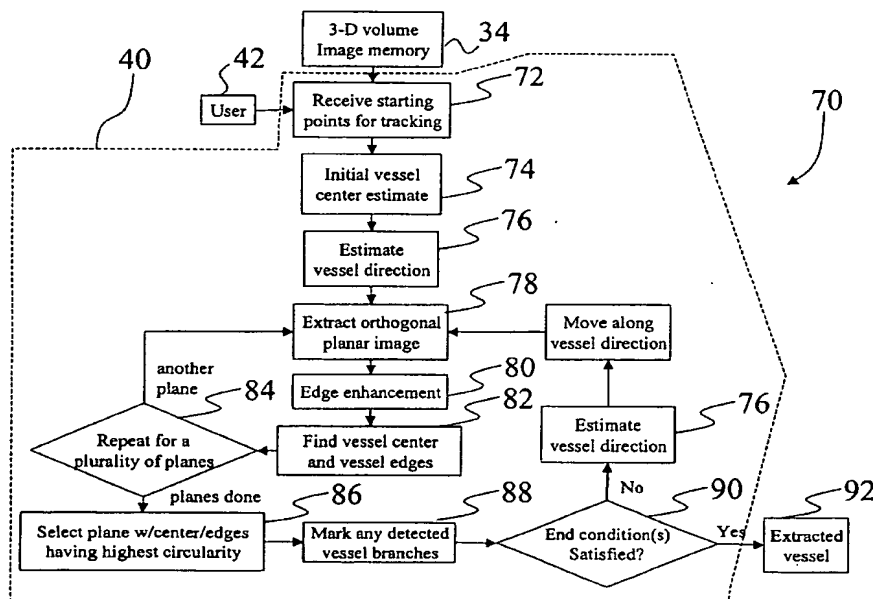 3-D volume
Image memory
34
40
42
User
Receive starting
points for tracking
72
70
Initial vessel
center estimate
74
Estimate
vessel direction
76
Extract orthogonal
planar image
78
Move along
vessel direction
another
plane
84
Edge enhancement
80
82
Repeat for a
plurality of planes
Find vessel center
and vessel edges
Estimate
vessel direction
76
planes done
86
88
No
90
92
Select plane w/center/edges
having highest circularity
Mark any detected
vessel branches
End condition(s)
Satisfied?
Yes
Extracted
vessel